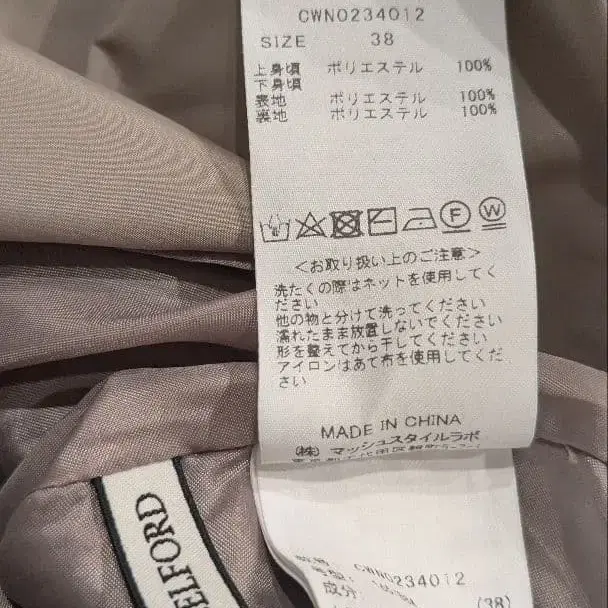 CWNO234012
SIZE 38
上身頃 ポリエステル 100%
下身頃
表地 ポリエステル 100%
裏地 ポリエステル 100%
F W
<お取り扱い上のご注意>
洗たくの際はネットを使用してく
ださい
他の物と分けて洗ってください
濡れたまま放置しないでください
形を整えてから干してください
アイロンはあて布を使用してくだ
さい
MADE IN CHINA
(株)マッシュスタイルラボ
ELFORD
CWNO234012
成分
(38)